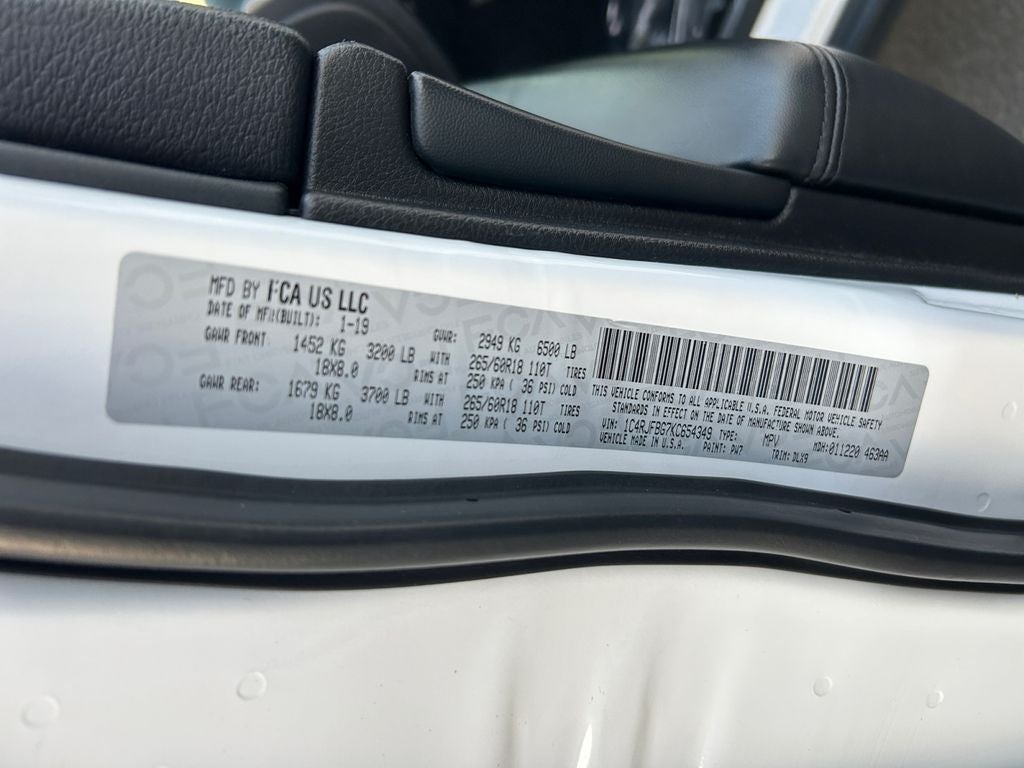 MFD BY FCA US LLC
DATE OF MFR(BUILT): 1-19 GVWR: 2949 KG 6500 LB
GAWR FRONT 1452 KG 3200 LB WITH 265/60R18 110T TIRES
18X8.0 RIMS AT 250 KPA ( 36 PSI) COLD
GAWR REAR: 1679 KG 3700 LB WITH 265/60R18 110T TIRES
18X8.0 RIMS AT 250 KPA ( 36 PSI) COLD
THIS VEHICLE CONFORMS TO ALL APPLICABLE U.S.A. FEDERAL MOTOR VEHICLE SAFETY
STANDARDS IN EFFECT ON THE DATE OF MANUFACTURE SHOWN ABOVE.
VIN: 1C4RJFBG7KC654349 TYPE: MPV MDH:011220 463AA
VEHICLE MADE IN U.S.A. PAINT: PW7 TRIM: DLX9